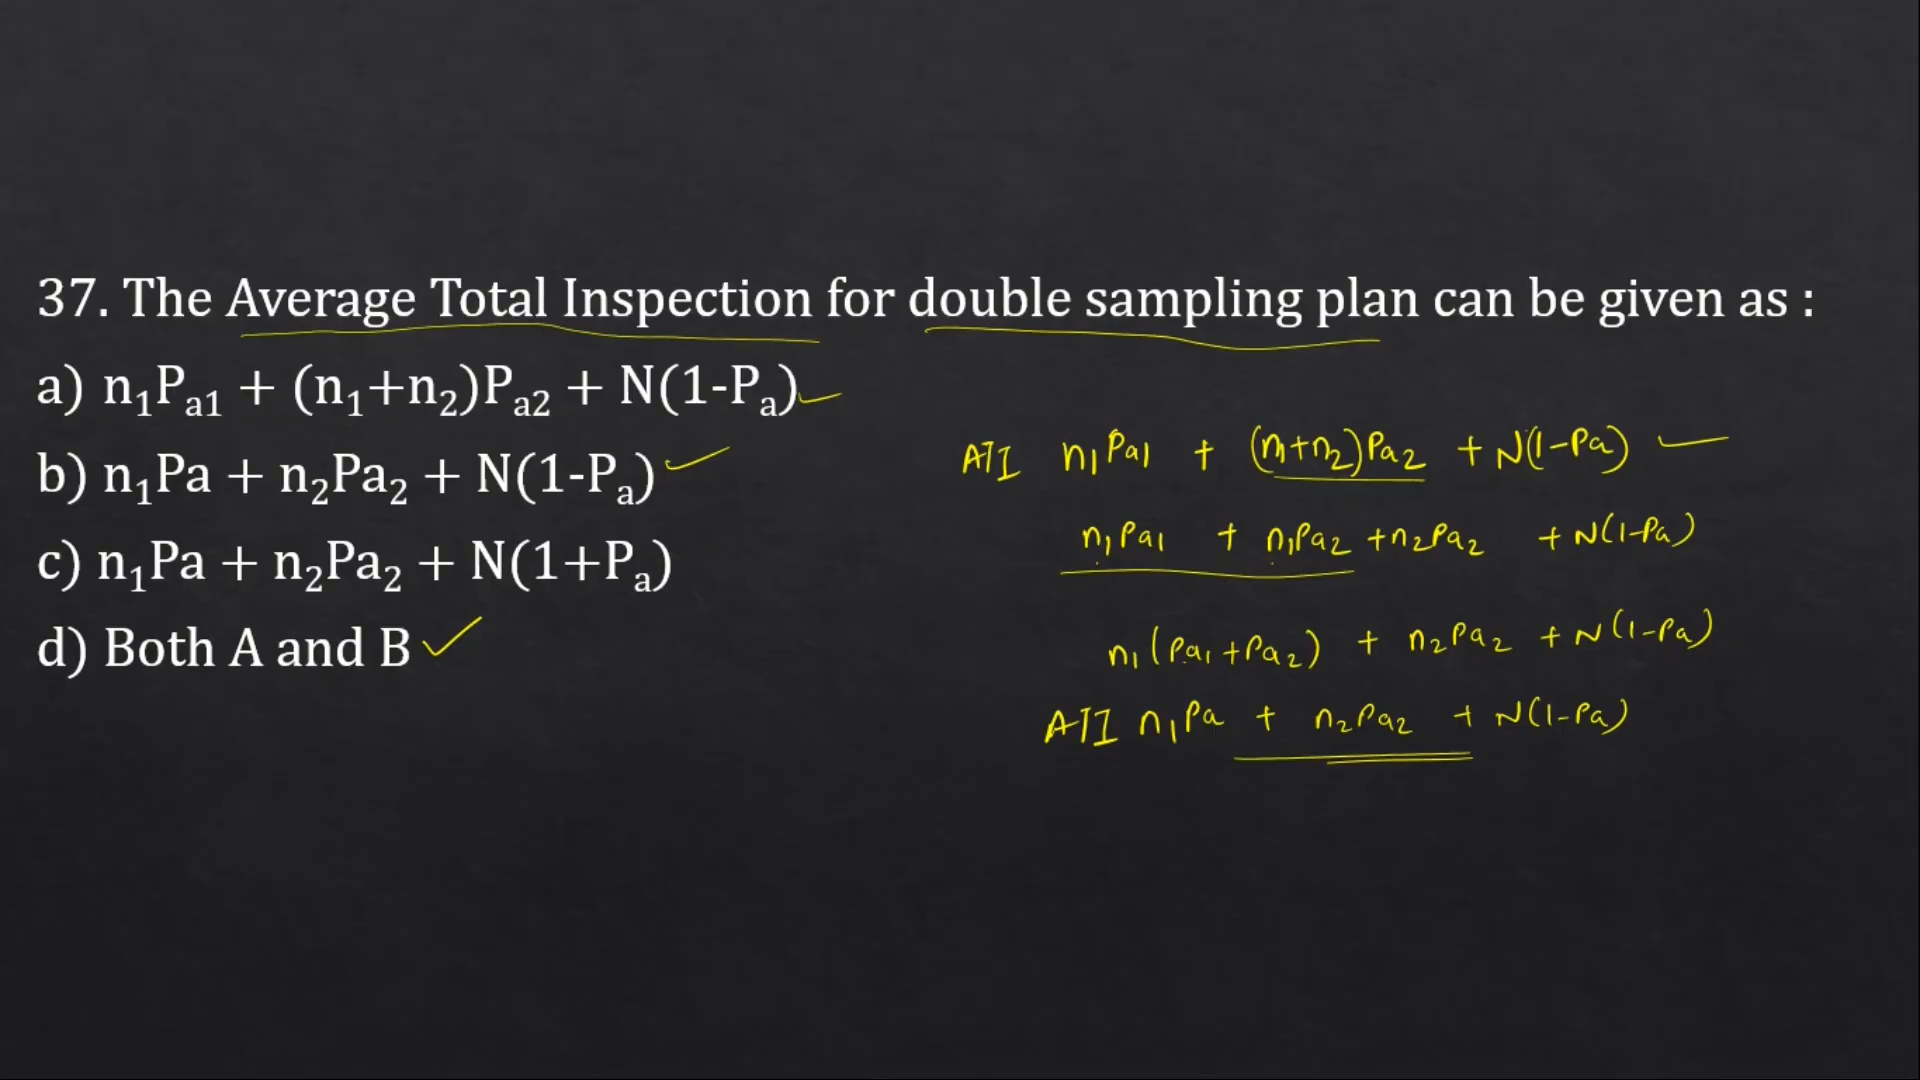 37. The Average Total Inspection for double sampling plan can be given as :
a) n₁Pₐ₁ + (n₁+n₂)Pₐ₂ + N(1-Pₐ)
b) n₁Pa + n₂Pa₂ + N(1-Pₐ)
c) n₁Pa + n₂Pa₂ + N(1+Pₐ)
d) Both A and B
ATI n₁Pa₁ + (n₁+n₂)Pa₂ + N(1-Pa)
n₁Pa₁ + n₁Pa₂ + n₂Pa₂ + N(1-Pa)
n₁(Pa₁+Pa₂) + n₂Pa₂ + N(1-Pa)
ATI n₁Pa + n₂Pa₂ + N(1-Pa)